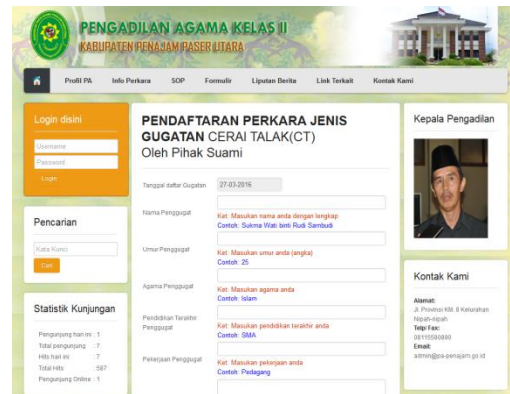 PENGADILAN AGAMA KELAS II
KABUPATEN PENAJAM PASER UTARA
Profil PA Info Perkara SOP Formulir Liputan Berita Link Terkait Kontak Kami
Login disini
Username
Password
Login
Pencarian
Kata Kunci
Cari
Statistik Kunjungan
Pengunjung hari ini : 1
Total pengunjung : 7
Hits hari ini : 7
Total Hits : 587
Pengunjung Online : 1
PENDAFTARAN PERKARA JENIS
GUGATAN CERAI TALAK(CT)
Oleh Pihak Suami
Tanggal daftar Gugatan 27-03-2016
Nama Penggugat
Ket: Masukan nama anda dengan lengkap
Contoh: Sukma Wati binti Rudi Sambudi
Umur Penggugat
Ket: Masukan umur anda (angka)
Contoh: 25
Agama Penggugat
Ket: Masukan agama anda
Contoh: Islam
Pendidikan Terakhir
Penggugat
Ket: Masukan pendidikan terakhir anda
Contoh: SMA
Pekerjaan Penggugat
Ket: Masukan pekerjaan anda
Contoh: Pedagang
Kepala Pengadilan
Kontak Kami
Alamat:
Jl. Provinsi KM. 8 Kelurahan
Nipah-nipah
Telp/ Fax:
08115580880
Email:
admin@pa-penajam.go.id